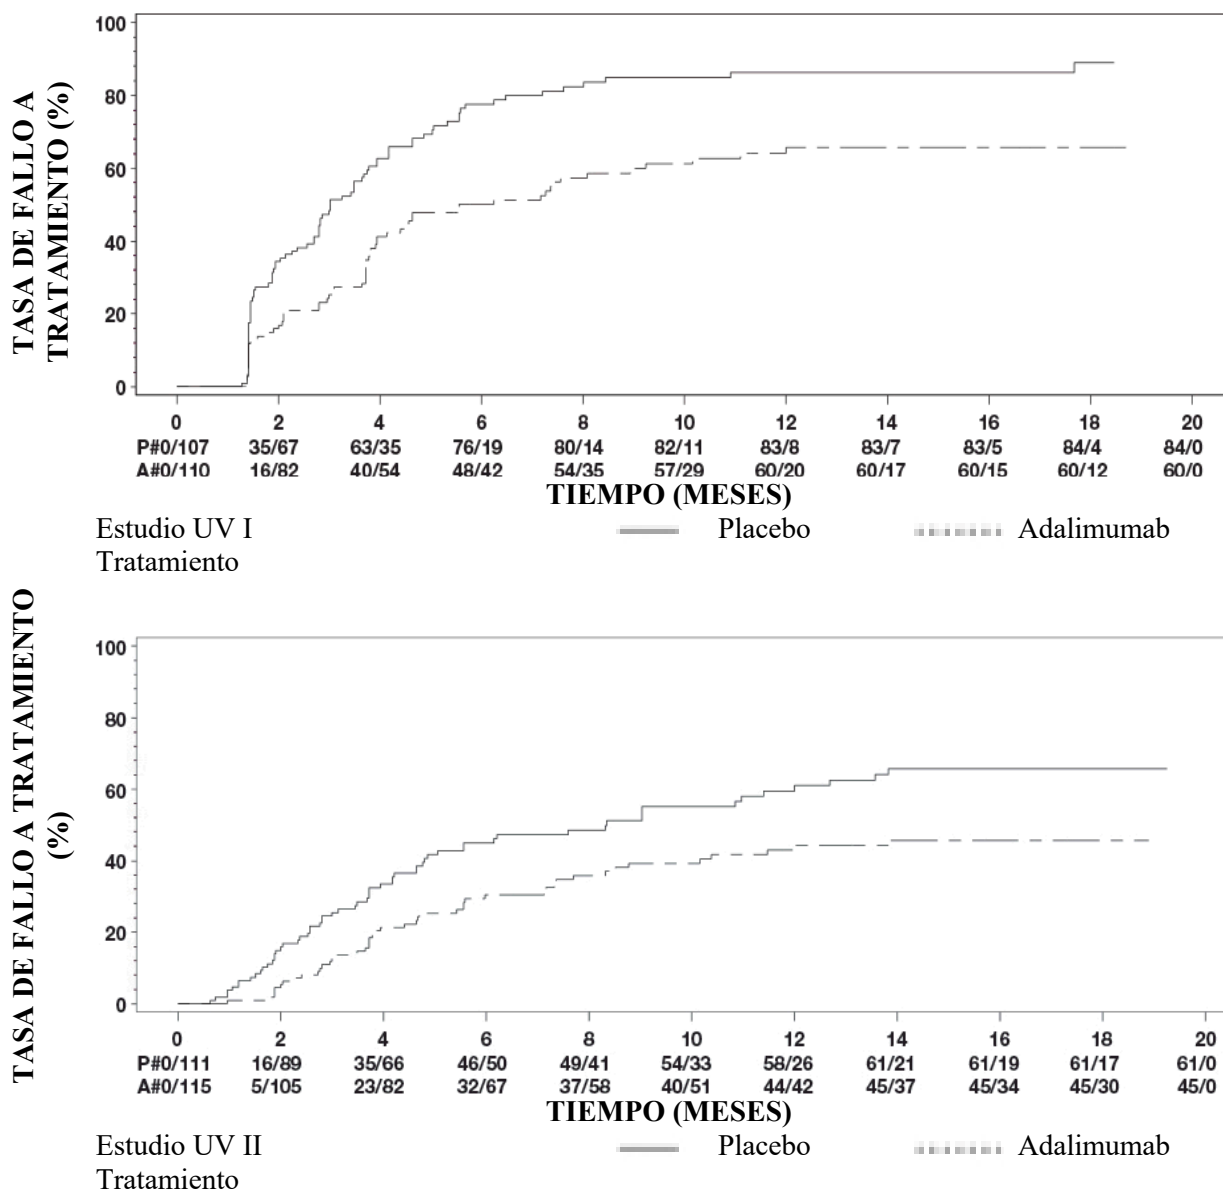 TASA DE FALLO A
TRATAMIENTO (%)
100
80
60
40
20
0
0 2 4 6 8 10 12 14 16 18 20
P#0/107 35/67 63/35 76/19 80/14 82/11 83/8 83/7 83/5 84/4 84/0
A#0/110 16/82 40/54 48/42 54/35 57/29 60/20 60/17 60/15 60/12 60/0
TIEMPO (MESES)
Estudio UV I Placebo Adalimumab
Tratamiento
TASA DE FALLO A TRATAMIENTO
(%)
100
80
60
40
20
0
0 2 4 6 8 10 12 14 16 18 20
P#0/111 16/89 35/66 46/50 49/41 54/33 58/26 61/21 61/19 61/17 61/0
A#0/115 5/105 23/82 32/67 37/58 40/51 44/42 45/37 45/34 45/30 45/0
TIEMPO (MESES)
Estudio UV II Placebo Adalimumab
Tratamiento